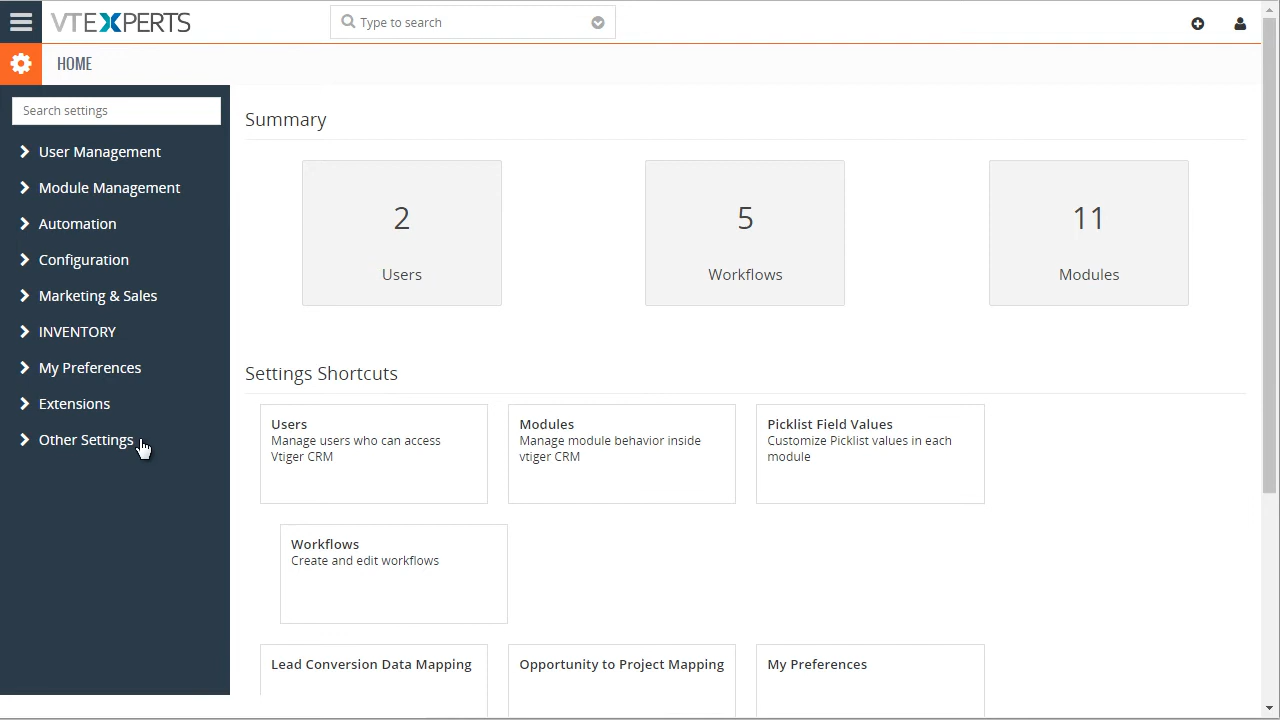 VTEXPERTS
Type to search
HOME
Search settings
User Management
Module Management
Automation
Configuration
Marketing & Sales
INVENTORY
My Preferences
Extensions
Other Settings
Summary
2
Users
5
Workflows
11
Modules
Settings Shortcuts
Users
Manage users who can access
Vtiger CRM
Modules
Manage module behavior inside
vtiger CRM
Picklist Field Values
Customize Picklist values in each
module
Workflows
Create and edit workflows
Lead Conversion Data Mapping
Opportunity to Project Mapping
My Preferences